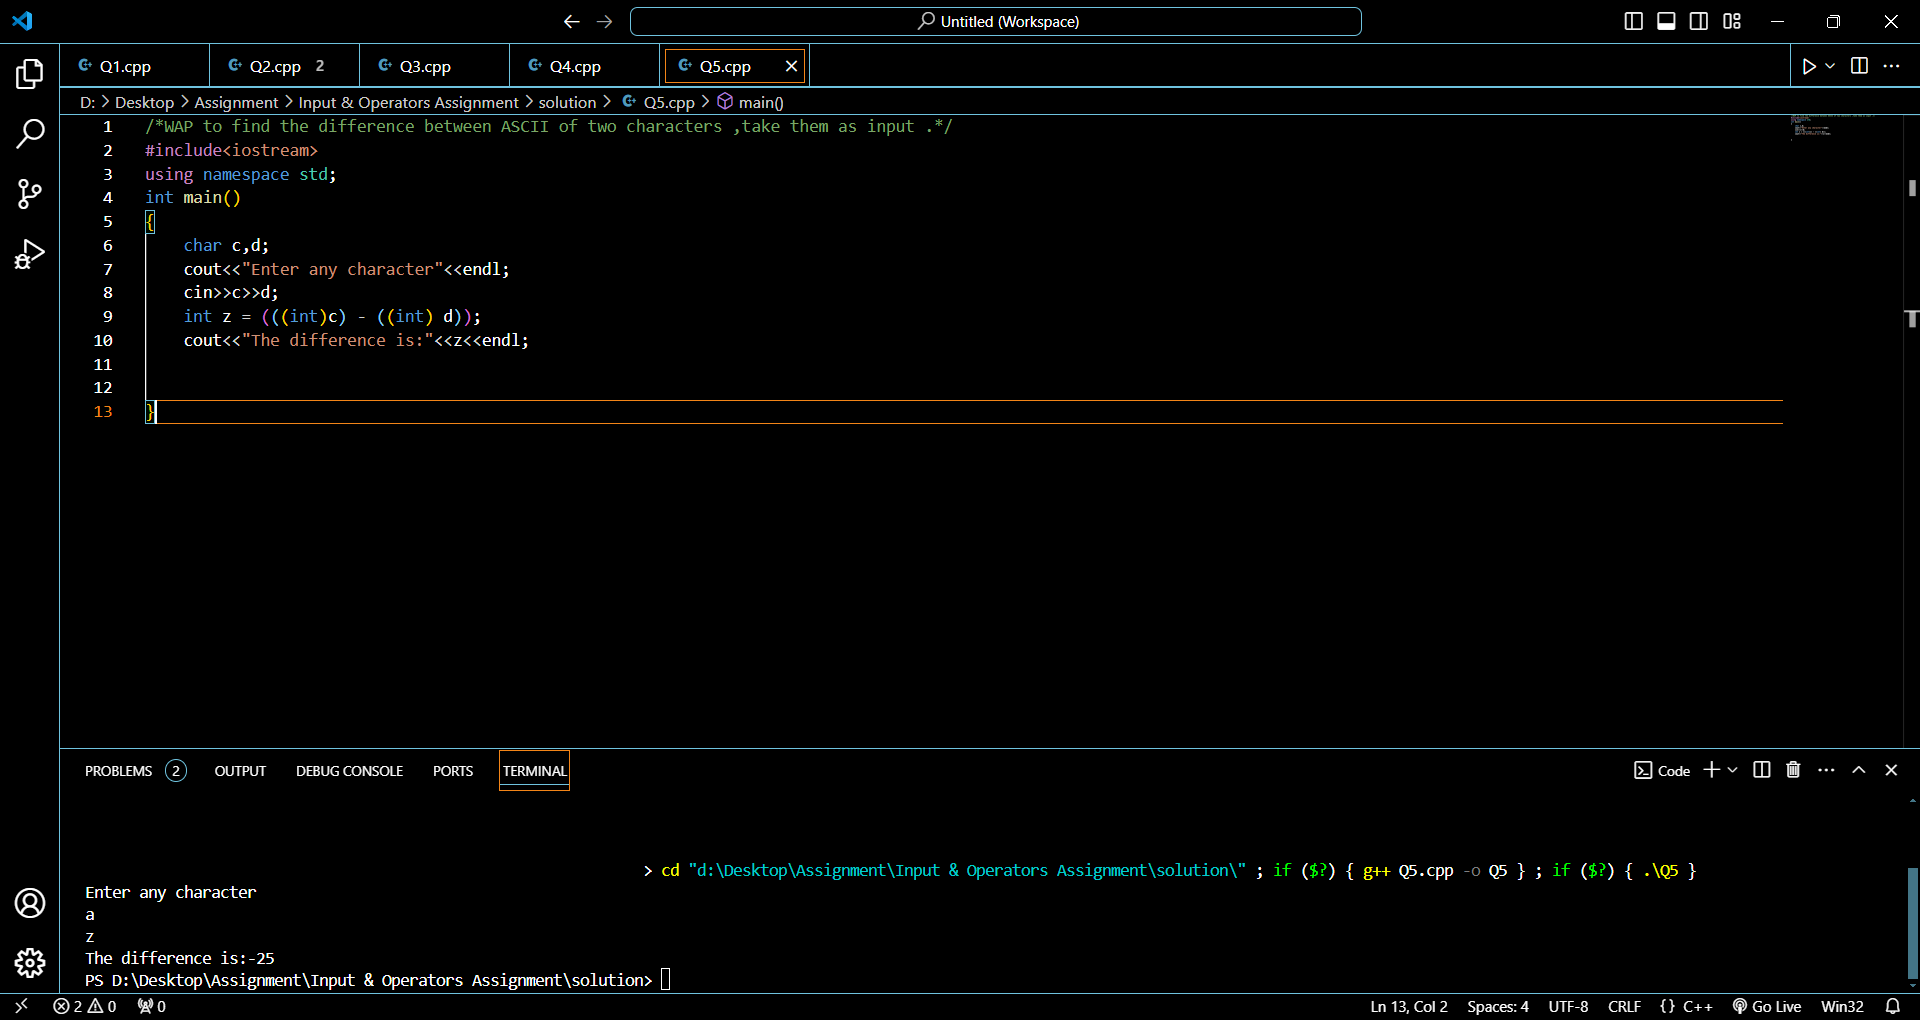 Untitled (Workspace)
Q1.cpp
Q2.cpp 2
Q3.cpp
Q4.cpp
Q5.cpp
D: > Desktop > Assignment > Input & Operators Assignment > solution > Q5.cpp > main()
1 /*WAP to find the difference between ASCII of two characters ,take them as input .*/
2 #include<iostream>
3 using namespace std;
4 int main()
5 {
6 char c,d;
7 cout<<"Enter any character"<<endl;
8 cin>>c>>d;
9 int z = (((int)c) - ((int) d));
10 cout<<"The difference is:"<<z<<endl;
11
12
13 }
PROBLEMS 2 OUTPUT DEBUG CONSOLE PORTS TERMINAL
Code
> cd "d:\Desktop\Assignment\Input & Operators Assignment\solution\" ; if ($?) { g++ Q5.cpp -o Q5 } ; if ($?) { .\Q5 }
Enter any character
a
z
The difference is:-25
PS D:\Desktop\Assignment\Input & Operators Assignment\solution>
2 0 0
Ln 13, Col 2 Spaces: 4 UTF-8 CRLF {} C++ Go Live Win32